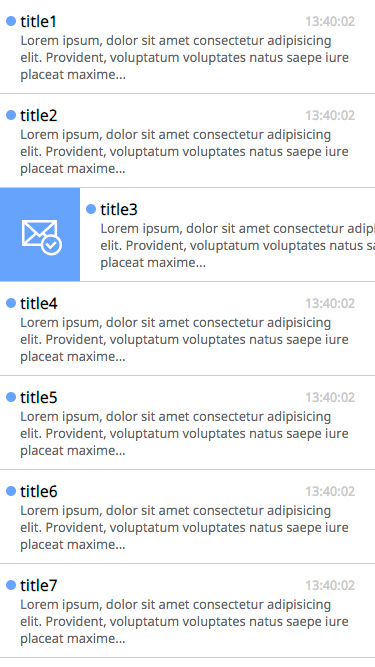 title1 13:40:02
Lorem ipsum, dolor sit amet consectetur adipisicing
elit. Provident, voluptatum voluptates natus saepe iure
placeat maxime...
title2 13:40:02
Lorem ipsum, dolor sit amet consectetur adipisicing
elit. Provident, voluptatum voluptates natus saepe iure
placeat maxime...
title3
Lorem ipsum, dolor sit amet consectetur adipi
elit. Provident, voluptatum voluptates natus sa
placeat maxime...
title4 13:40:02
Lorem ipsum, dolor sit amet consectetur adipisicing
elit. Provident, voluptatum voluptates natus saepe iure
placeat maxime...
title5 13:40:02
Lorem ipsum, dolor sit amet consectetur adipisicing
elit. Provident, voluptatum voluptates natus saepe iure
placeat maxime...
title6 13:40:02
Lorem ipsum, dolor sit amet consectetur adipisicing
elit. Provident, voluptatum voluptates natus saepe iure
placeat maxime...
title7 13:40:02
Lorem ipsum, dolor sit amet consectetur adipisicing
elit. Provident, voluptatum voluptates natus saepe iure
placeat maxime...